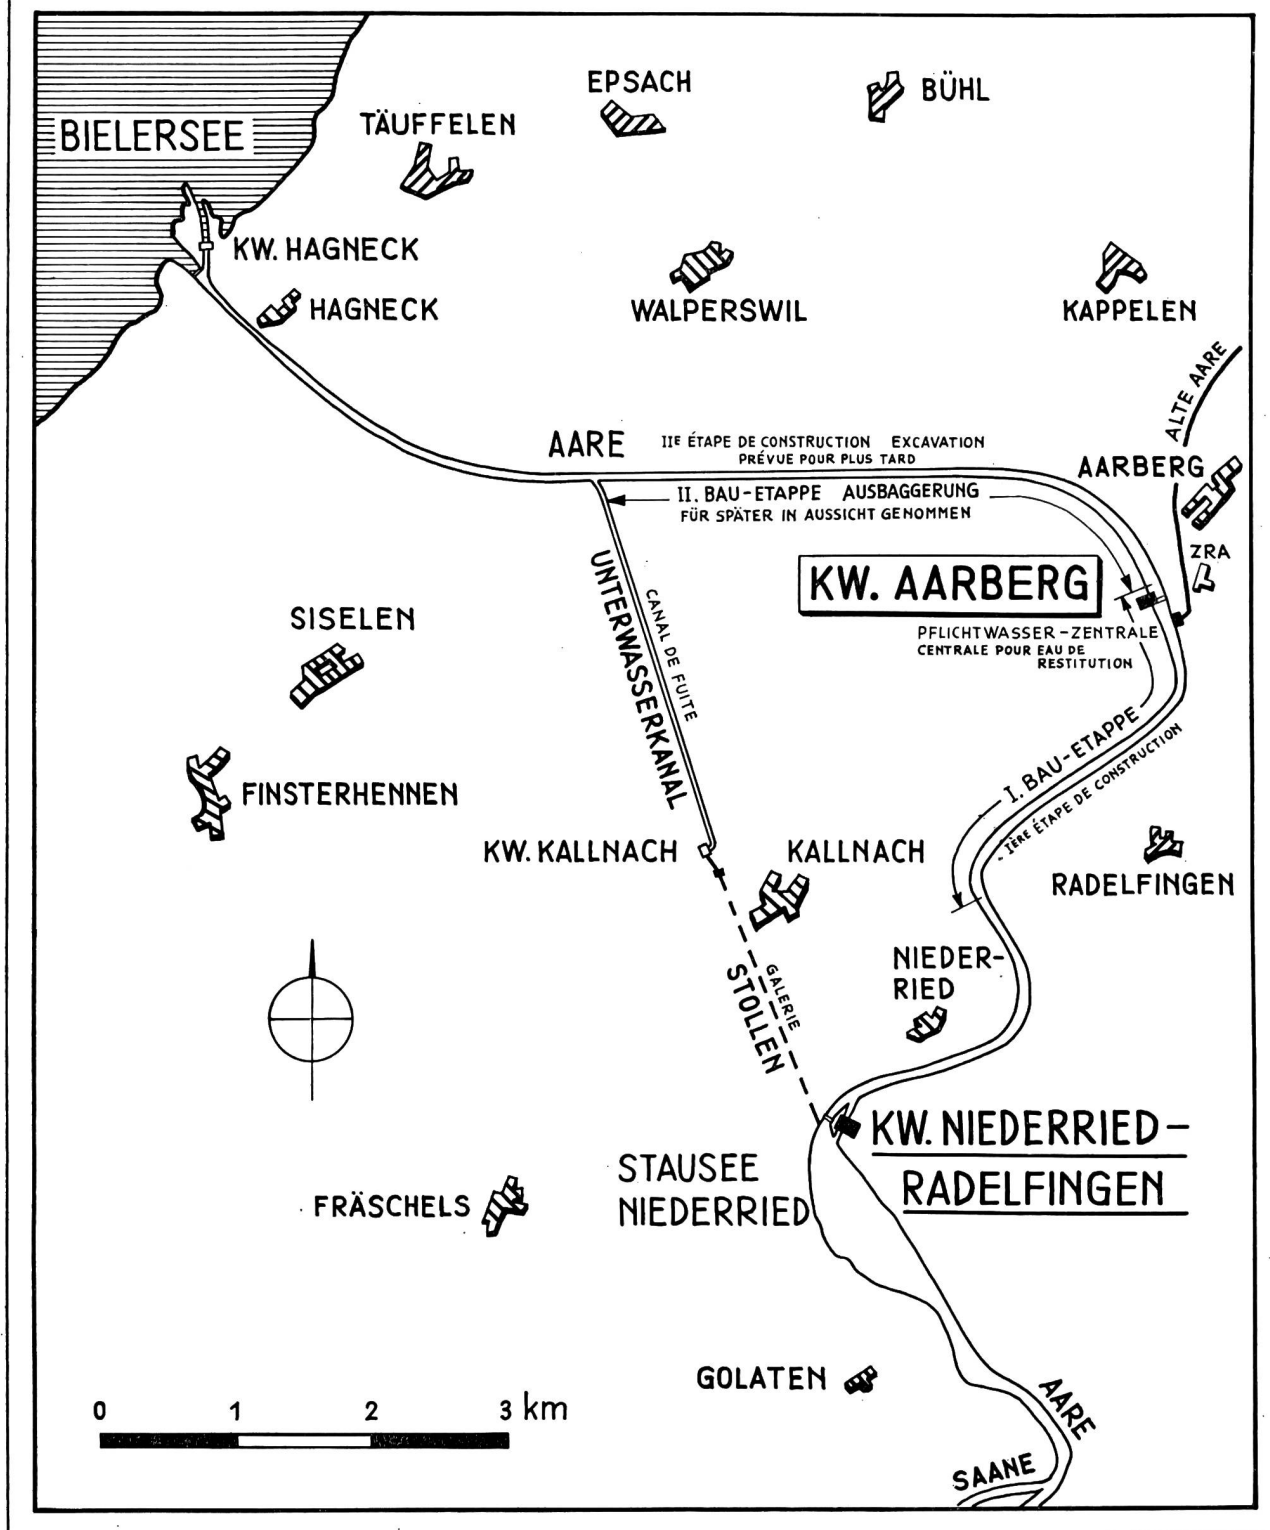 EPSACH
BÜHL
TÄUFFELEN
BIELERSEE
KW. HAGNECK
HAGNECK
WALPERSWIL
KAPPELEN
ALTE AARE
AARE
IIE ÉTAPE DE CONSTRUCTION EXCAVATION
PRÉVUE POUR PLUS TARD
AARBERG
II. BAU-ETAPPE AUSBAGGERUNG
FÜR SPÄTER IN AUSSICHT GENOMMEN
ZRA
KW. AARBERG
UNTERWASSERKANAL
CANAL DE FUITE
SISELEN
PFLICHTWASSER-ZENTRALE
CENTRALE POUR EAU DE
RESTITUTION
I. BAU-ETAPPE
IÈRE ÉTAPE DE CONSTRUCTION
FINSTERHENNEN
KW. KALLNACH
KALLNACH
RADELFINGEN
NIEDER-
RIED
STOLLEN
GALERIE
KW. NIEDERRIED-
RADELFINGEN
STAUSEE
NIEDERRIED
FRÄSCHELS
GOLATEN
0 1 2 3 km
AARE
SAANE